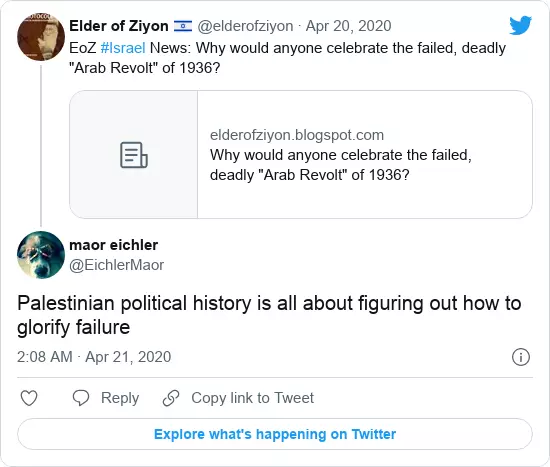 Elder of Ziyon 🇮🇱 @elderofziyon · Apr 20, 2020
EoZ #Israel News: Why would anyone celebrate the failed, deadly
"Arab Revolt" of 1936?
elderofziyon.blogspot.com
Why would anyone celebrate the failed,
deadly "Arab Revolt" of 1936?
maor eichler
@EichlerMaor
Palestinian political history is all about figuring out how to
glorify failure
2:08 AM · Apr 21, 2020
Reply
Copy link to Tweet
Explore what's happening on Twitter